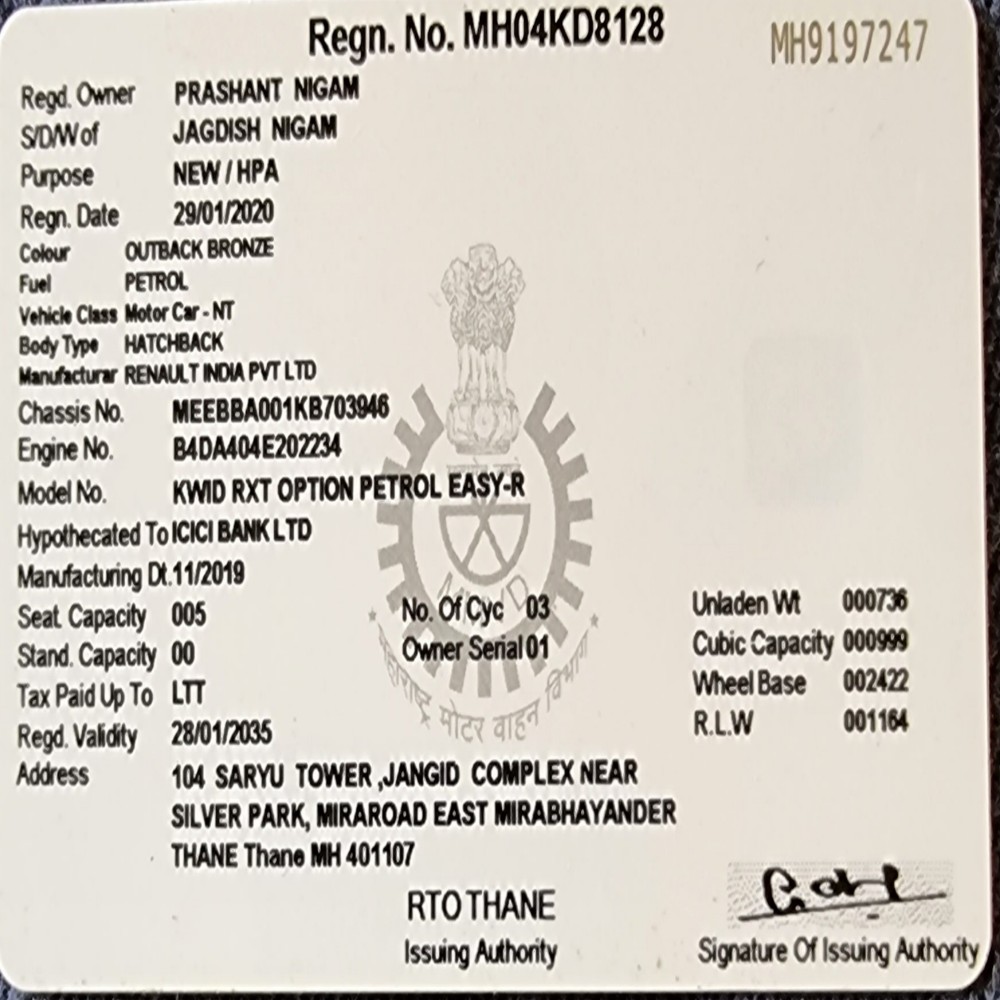 Regn. No. MH04KD8128 MH9197247
Regd. Owner PRASHANT NIGAM
S/D/W of JAGDISH NIGAM
Purpose NEW / HPA
Regn. Date 29/01/2020
Colour OUTBACK BRONZE
Fuel PETROL
Vehicle Class Motor Car - NT
Body Type HATCHBACK
Manufacturar RENAULT INDIA PVT LTD
Chassis No. MEEBBA001KB703946
Engine No. B4DA404E202234
Model No. KWID RXT OPTION PETROL EASY-R
Hypothecated To ICICI BANK LTD
Manufacturing Dt. 11/2019
Seat. Capacity 005 No. Of Cyc 03 Unladen Wt 000736
Stand. Capacity 00 Owner Serial 01 Cubic Capacity 000999
Tax Paid Up To LTT Wheel Base 002422
Regd. Validity 28/01/2035 R.L.W 001164
महाराष्ट्र मोटर वाहन विभाग
Address 104 SARYU TOWER ,JANGID COMPLEX NEAR
SILVER PARK, MIRAROAD EAST MIRABHAYANDER
THANE Thane MH 401107
RTO THANE
Issuing Authority
Signature Of Issuing Authority